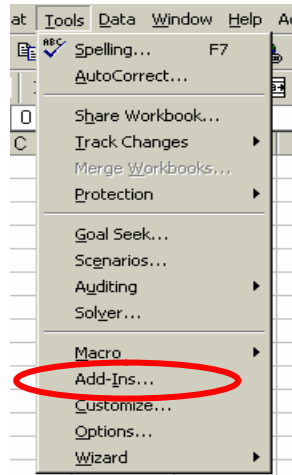 at Tools Data Window Help A
ABC Spelling... F7
AutoCorrect...
Share Workbook...
0
C Track Changes
Merge Workbooks...
Protection
Goal Seek...
Scenarios...
Auditing
Solver...
Macro
Add-Ins...
Customize...
Options...
Wizard